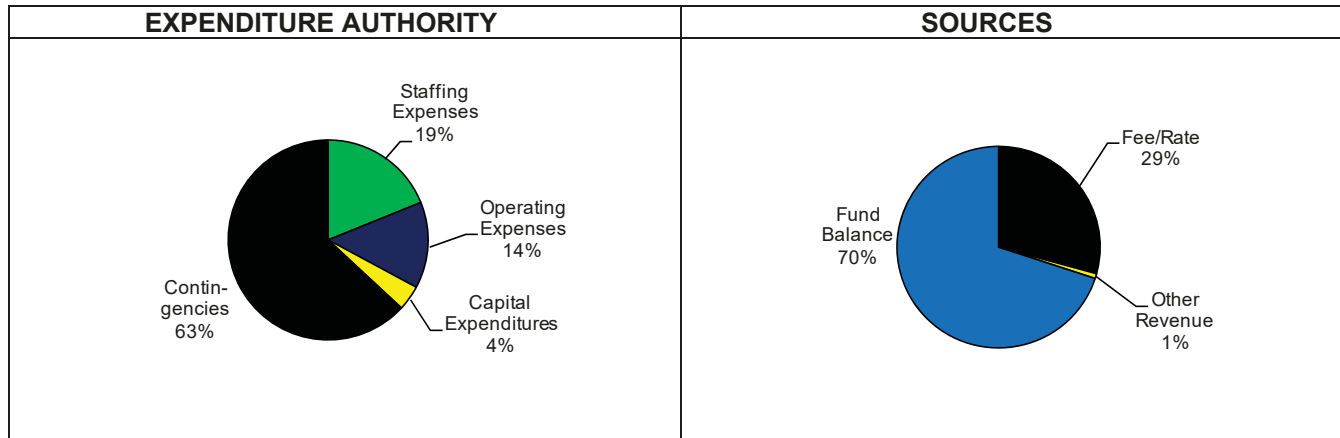 EXPENDITURE AUTHORITY
Staffing
Expenses
19%
Operating
Expenses
14%
Capital
Expenditures
4%
Contin-
gencies
63%
SOURCES
Fee/Rate
29%
Other
Revenue
1%
Fund
Balance
70%